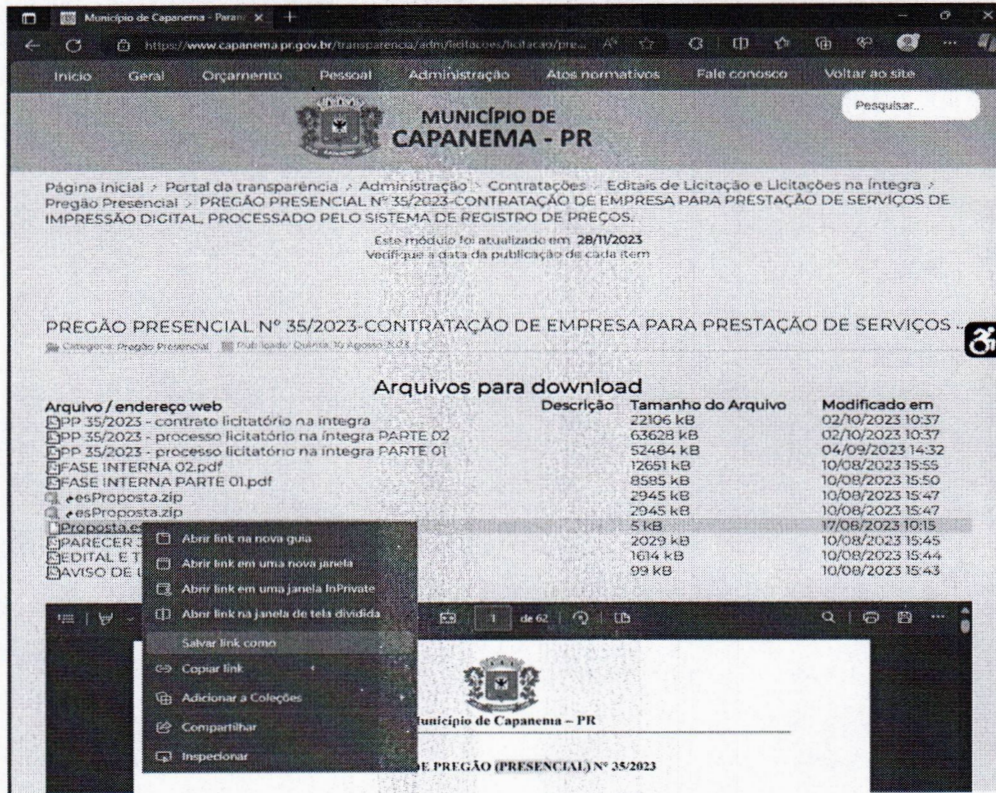 Município de Capanema - Paran
https://www.capanema.pr.gov.br/transparencia/adm/licitacoes/licitacao/pre...
Início Geral Orçamento Pessoal Administração Atos normativos Fale conosco Voltar ao site
Pesquisar...
MUNICÍPIO DE
CAPANEMA - PR
Página inicial > Portal da transparência > Administração > Contratações > Editais de Licitação e Licitações na Íntegra >
Pregão Presencial > PREGÃO PRESENCIAL Nº 35/2023-CONTRATAÇÃO DE EMPRESA PARA PRESTAÇÃO DE SERVIÇOS DE
IMPRESSÃO DIGITAL, PROCESSADO PELO SISTEMA DE REGISTRO DE PREÇOS.
Este módulo foi atualizado em 28/11/2023
Verifique a data da publicação de cada item
PREGÃO PRESENCIAL Nº 35/2023-CONTRATAÇÃO DE EMPRESA PARA PRESTAÇÃO DE SERVIÇOS ...
Categoria: Pregão Presencial Publicado: Quinta, 10 Agosto 2023
Arquivos para download
Arquivo / endereço web Descrição Tamanho do Arquivo Modificado em
PP 35/2023 - contrato licitatório na íntegra 22106 kB 02/10/2023 10:37
PP 35/2023 - processo licitatório na íntegra PARTE 02 63628 kB 02/10/2023 10:37
PP 35/2023 - processo licitatório na íntegra PARTE 01 52484 kB 04/09/2023 14:32
FASE INTERNA 02.pdf 12651 kB 10/08/2023 15:55
FASE INTERNA PARTE 01.pdf 8585 kB 10/08/2023 15:50
esProposta.zip 2945 kB 10/08/2023 15:47
esProposta.zip 2945 kB 10/08/2023 15:47
Proposta.es 5 kB 17/08/2023 10:15
PARECER J 2029 kB 10/08/2023 15:45
EDITAL E T 1614 kB 10/08/2023 15:44
AVISO DE L 99 kB 10/08/2023 15:43
Abrir link na nova guia
Abrir link em uma nova janela
Abrir link em uma janela InPrivate
Abrir link na janela de tela dividida
Salvar link como
Copiar link
Adicionar a Coleções
Compartilhar
Inspecionar
1 de 62
Município de Capanema – PR
E PREGÃO (PRESENCIAL) Nº 35/2023